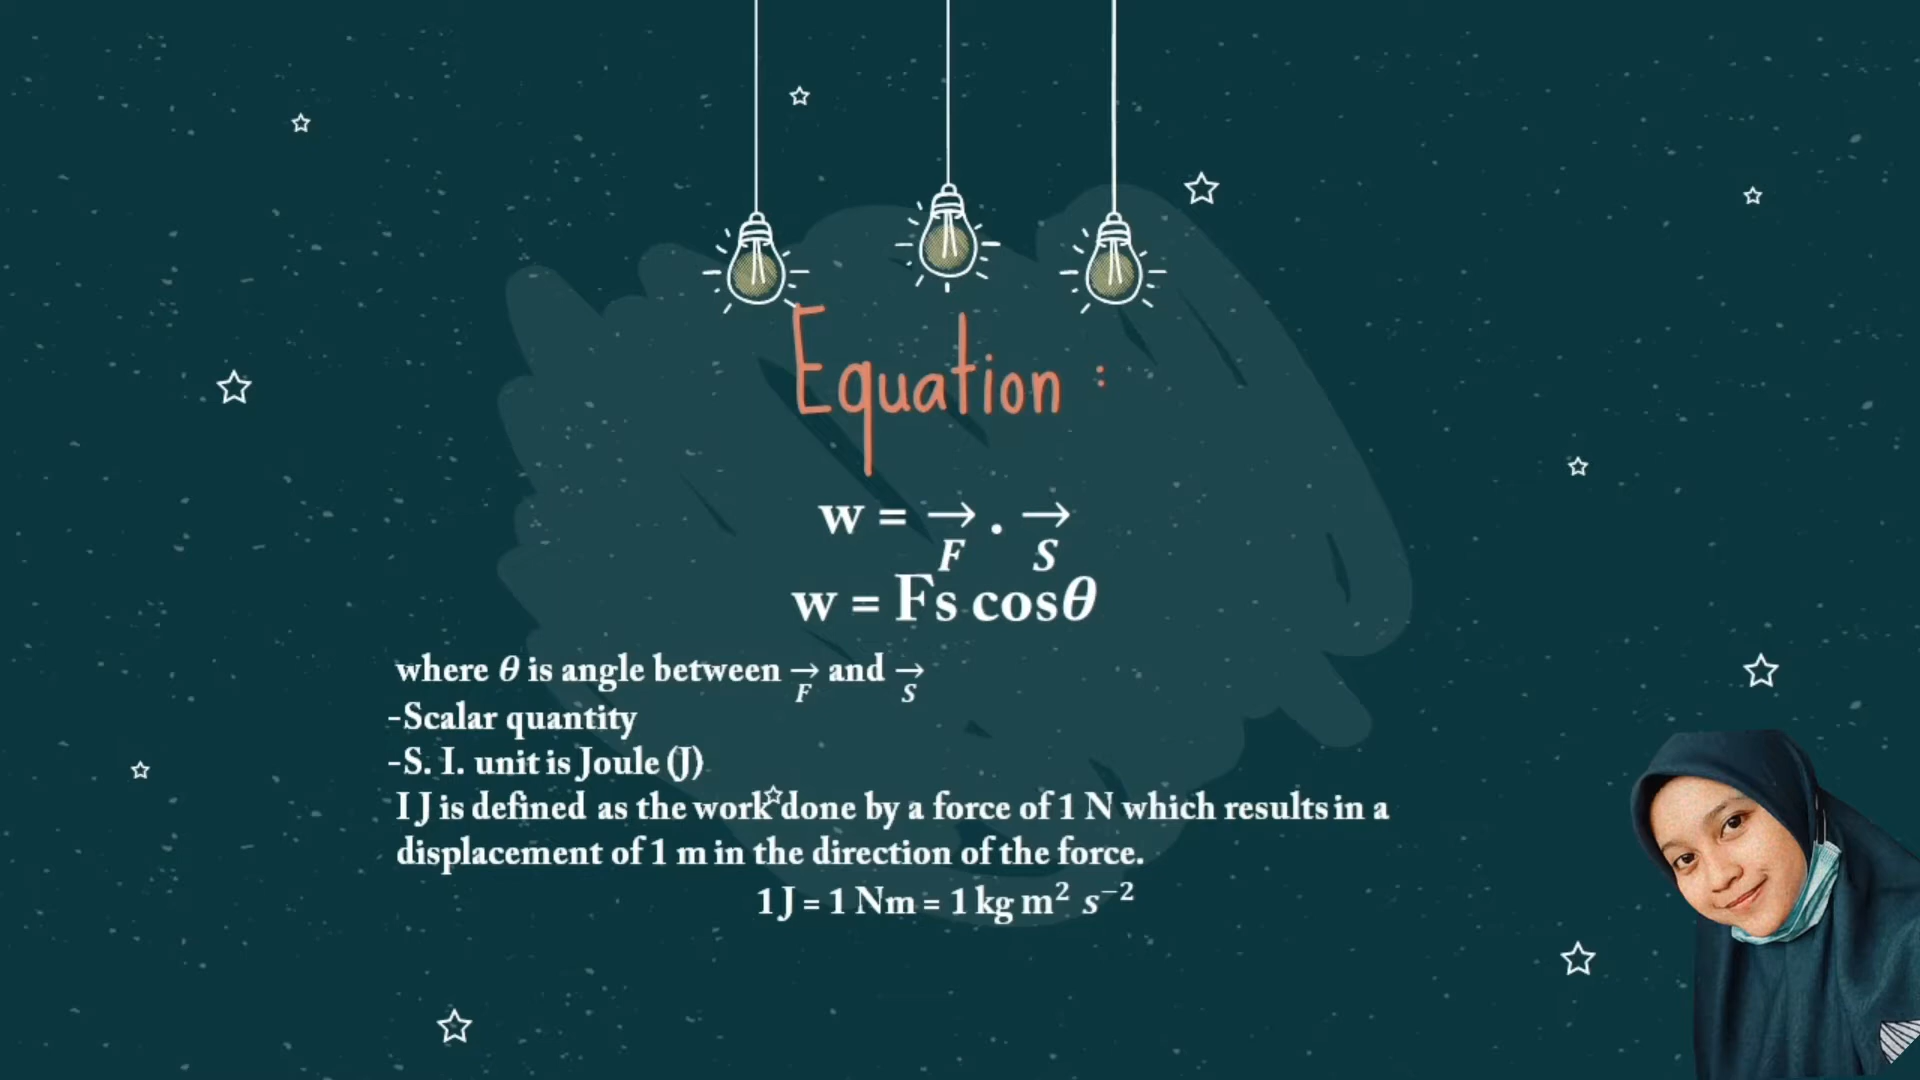 Equation :
w = →F . →S
w = Fs cosθ
where θ is angle between →F and →S
-Scalar quantity
-S. I. unit is Joule (J)
I J is defined as the work done by a force of 1 N which results in a
displacement of 1 m in the direction of the force.
1 J = 1 Nm = 1 kg m² s⁻²